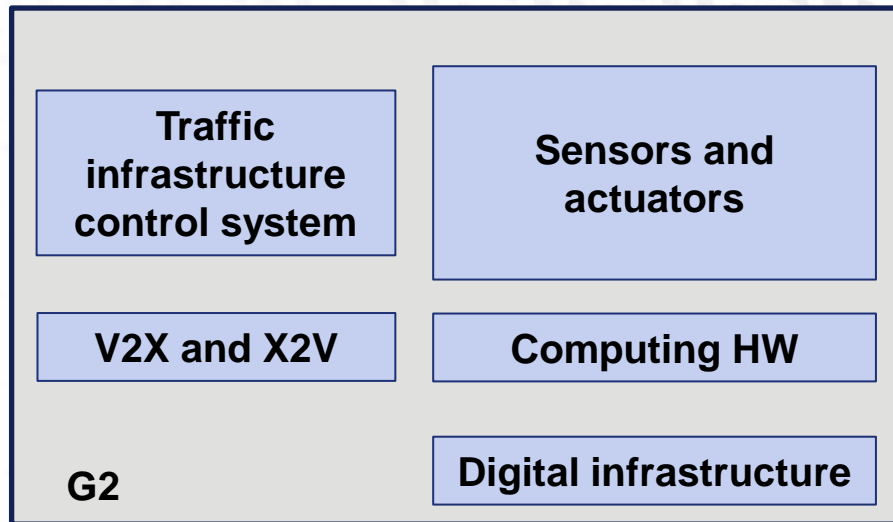 Traffic
infrastructure
control system
Sensors and
actuators
V2X and X2V
Computing HW
G2
Digital infrastructure